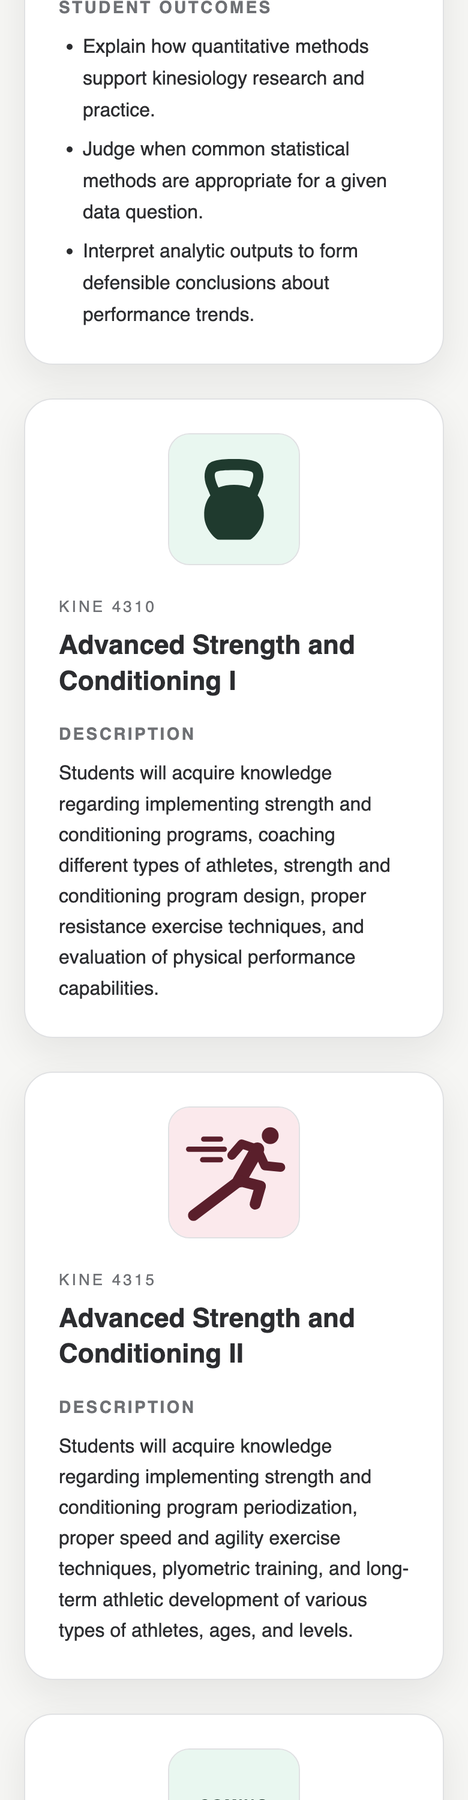 STUDENT OUTCOMES
• Explain how quantitative methods
support kinesiology research and
practice.
• Judge when common statistical
methods are appropriate for a given
data question.
• Interpret analytic outputs to form
defensible conclusions about
performance trends.
KINE 4310
Advanced Strength and
Conditioning I
DESCRIPTION
Students will acquire knowledge
regarding implementing strength and
conditioning programs, coaching
different types of athletes, strength and
conditioning program design, proper
resistance exercise techniques, and
evaluation of physical performance
capabilities.
KINE 4315
Advanced Strength and
Conditioning II
DESCRIPTION
Students will acquire knowledge
regarding implementing strength and
conditioning program periodization,
proper speed and agility exercise
techniques, plyometric training, and long-
term athletic development of various
types of athletes, ages, and levels.